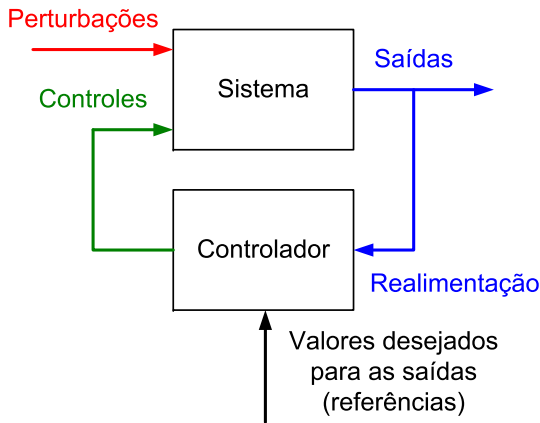 Perturbações
Saídas
Sistema
Controles
Controlador
Realimentação
Valores desejados
para as saídas
(referências)